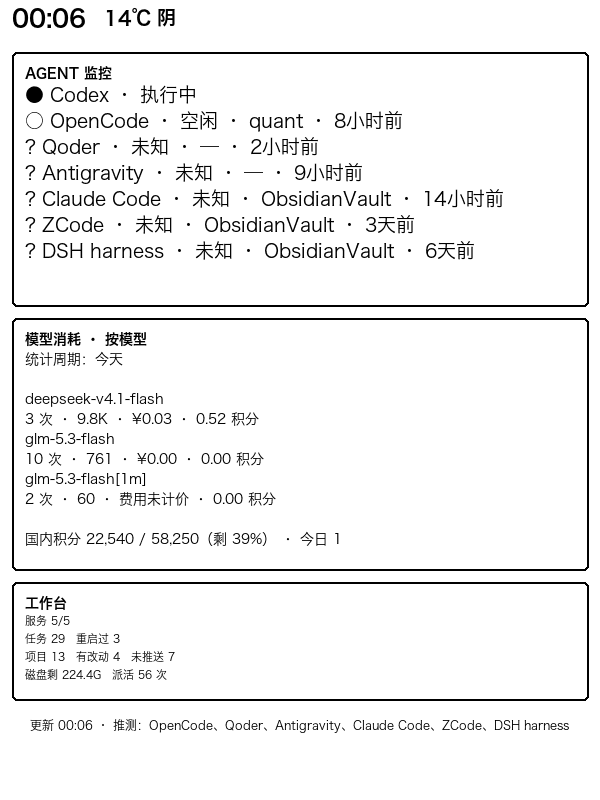 00:06 14℃ 阴
AGENT 监控
● Codex · 执行中
○ OpenCode · 空闲 · quant · 8小时前
? Qoder · 未知 · — · 2小时前
? Antigravity · 未知 · — · 9小时前
? Claude Code · 未知 · ObsidianVault · 14小时前
? ZCode · 未知 · ObsidianVault · 3天前
? DSH harness · 未知 · ObsidianVault · 6天前
模型消耗 · 按模型
统计周期：今天
deepseek-v4.1-flash
3 次 · 9.8K · ¥0.03 · 0.52 积分
glm-5.3-flash
10 次 · 761 · ¥0.00 · 0.00 积分
glm-5.3-flash[1m]
2 次 · 60 · 费用未计价 · 0.00 积分
国内积分 22,540 / 58,250（剩 39%） · 今日 1
工作台
服务 5/5
任务 29 重启过 3
项目 13 有改动 4 未推送 7
磁盘剩 224.4G 派活 56 次
更新 00:06 · 推测：OpenCode、Qoder、Antigravity、Claude Code、ZCode、DSH harness